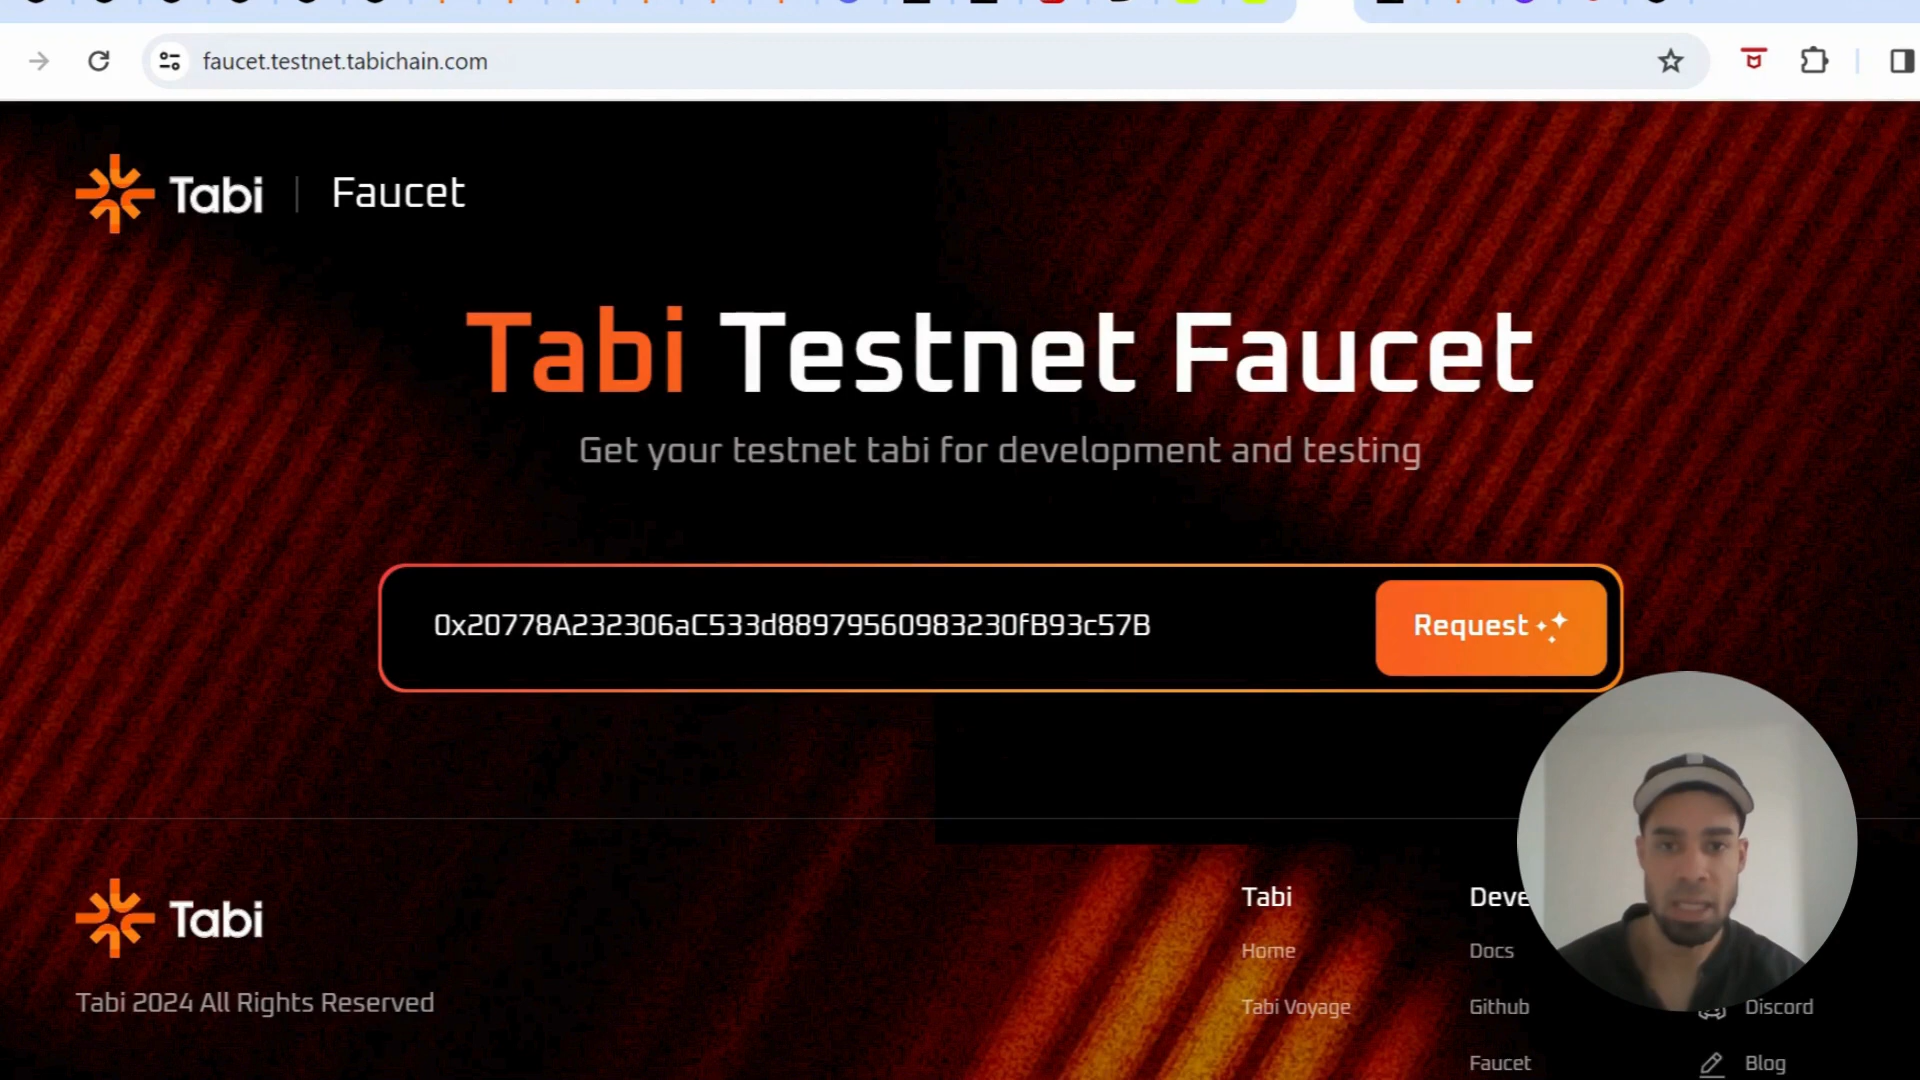 faucet.testnet.tabichain.com
Tabi | Faucet
Tabi Testnet Faucet
Get your testnet tabi for development and testing
0x20778A232306aC533d88979560983230fB93c57B
Request
Tabi
Tabi 2024 All Rights Reserved
Tabi
Home
Tabi Voyage
Deve
Docs
Github
Faucet
Discord
Blog